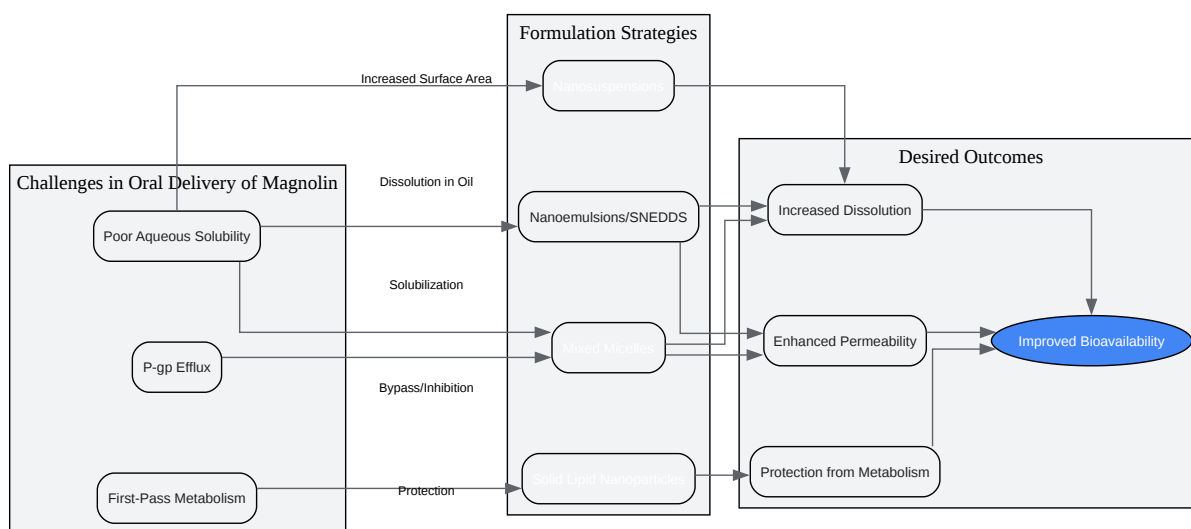 Formulation Strategies
Increased Surface Area
Nanosuspensions
Challenges in Oral Delivery of Magnolin
Desired Outcomes
Dissolution in Oil
Poor Aqueous Solubility
Nanoemulsions/SNEDDS
Increased Dissolution
Solubilization
P-gp Efflux
Mixed Micelles
Enhanced Permeability
Improved Bioavailability
Bypass/Inhibition
First-Pass Metabolism
Protection
Solid Lipid Nanoparticles
Protection from Metabolism